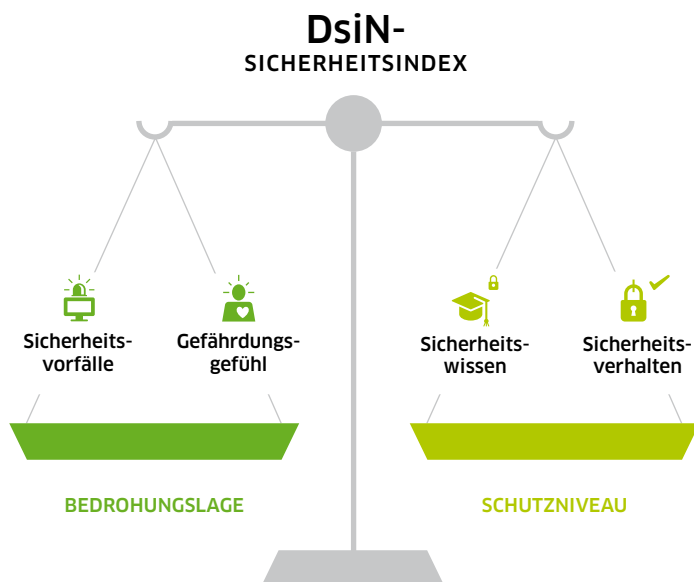 DsiN-
SICHERHEITSINDEX
Sicherheits-
vorfälle
Gefährdungs-
gefühl
Sicherheits-
wissen
Sicherheits-
verhalten
BEDROHUNGSLAGE
SCHUTZNIVEAU